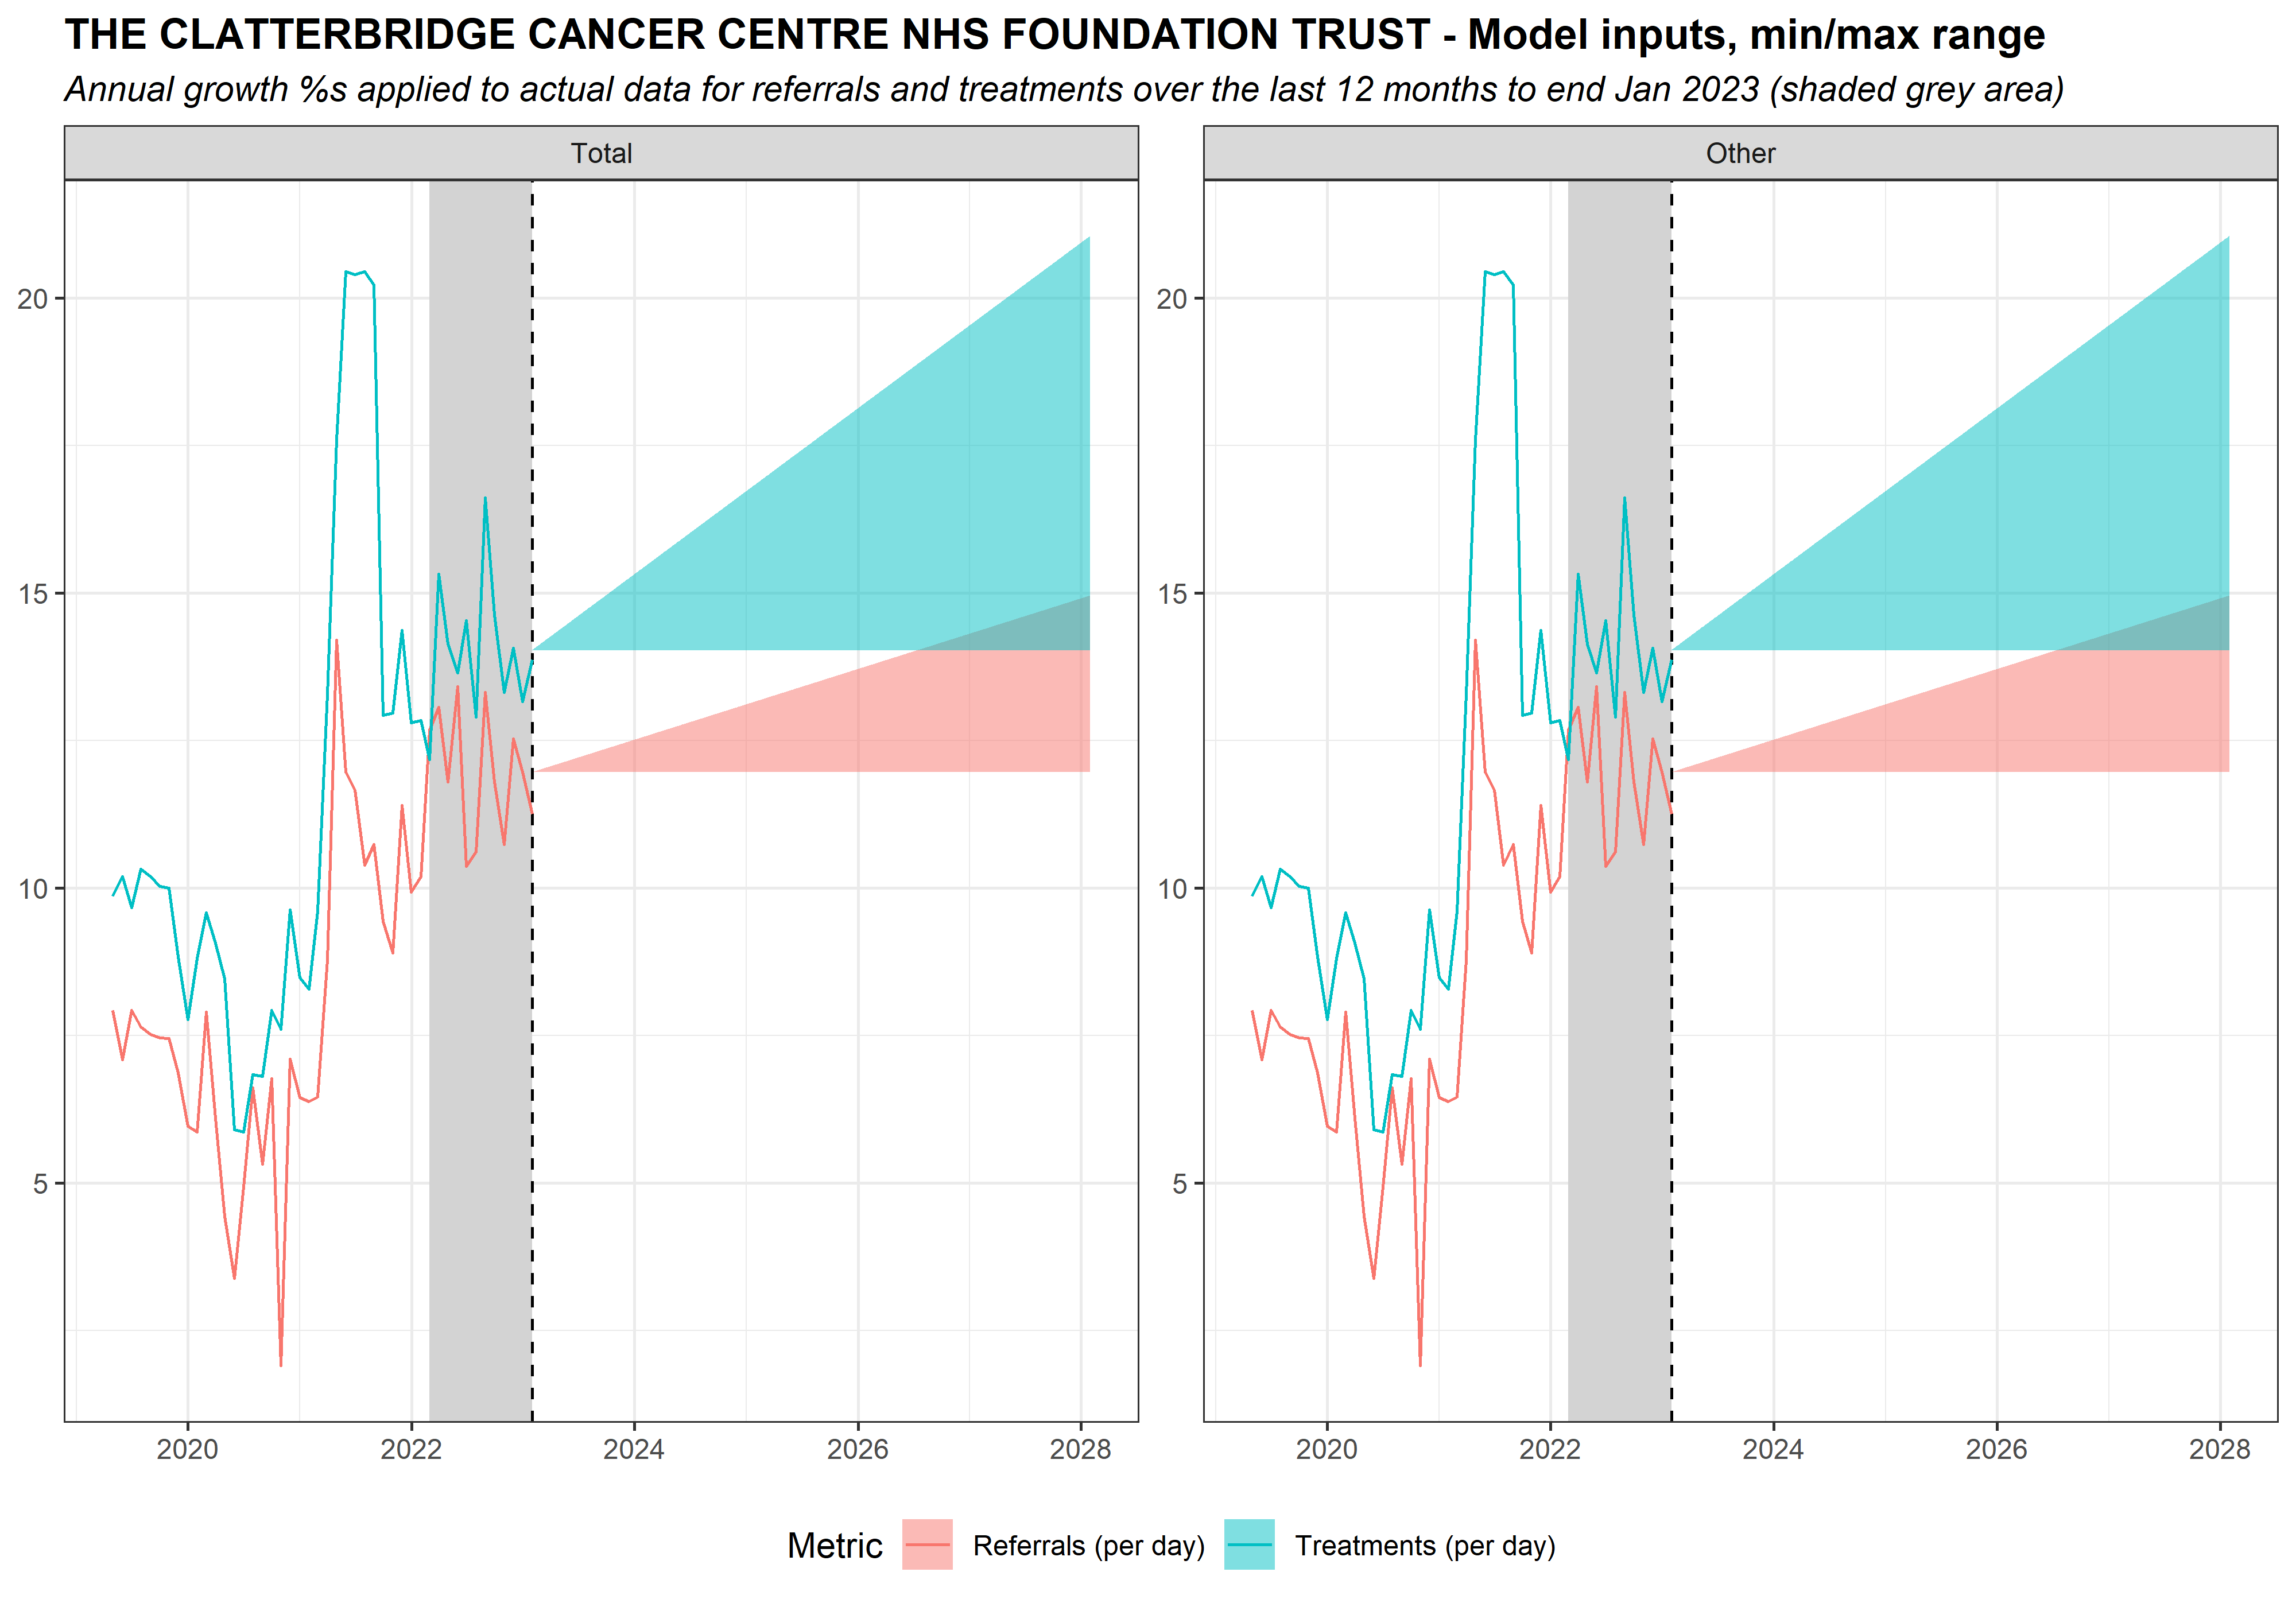 THE CLATTERBRIDGE CANCER CENTRE NHS FOUNDATION TRUST - Model inputs, min/max range
Annual growth %s applied to actual data for referrals and treatments over the last 12 months to end Jan 2023 (shaded grey area)
Total
Other
20
15
10
5
20
15
10
5
2020 2022 2024 2026 2028
2020 2022 2024 2026 2028
Metric Referrals (per day) Treatments (per day)